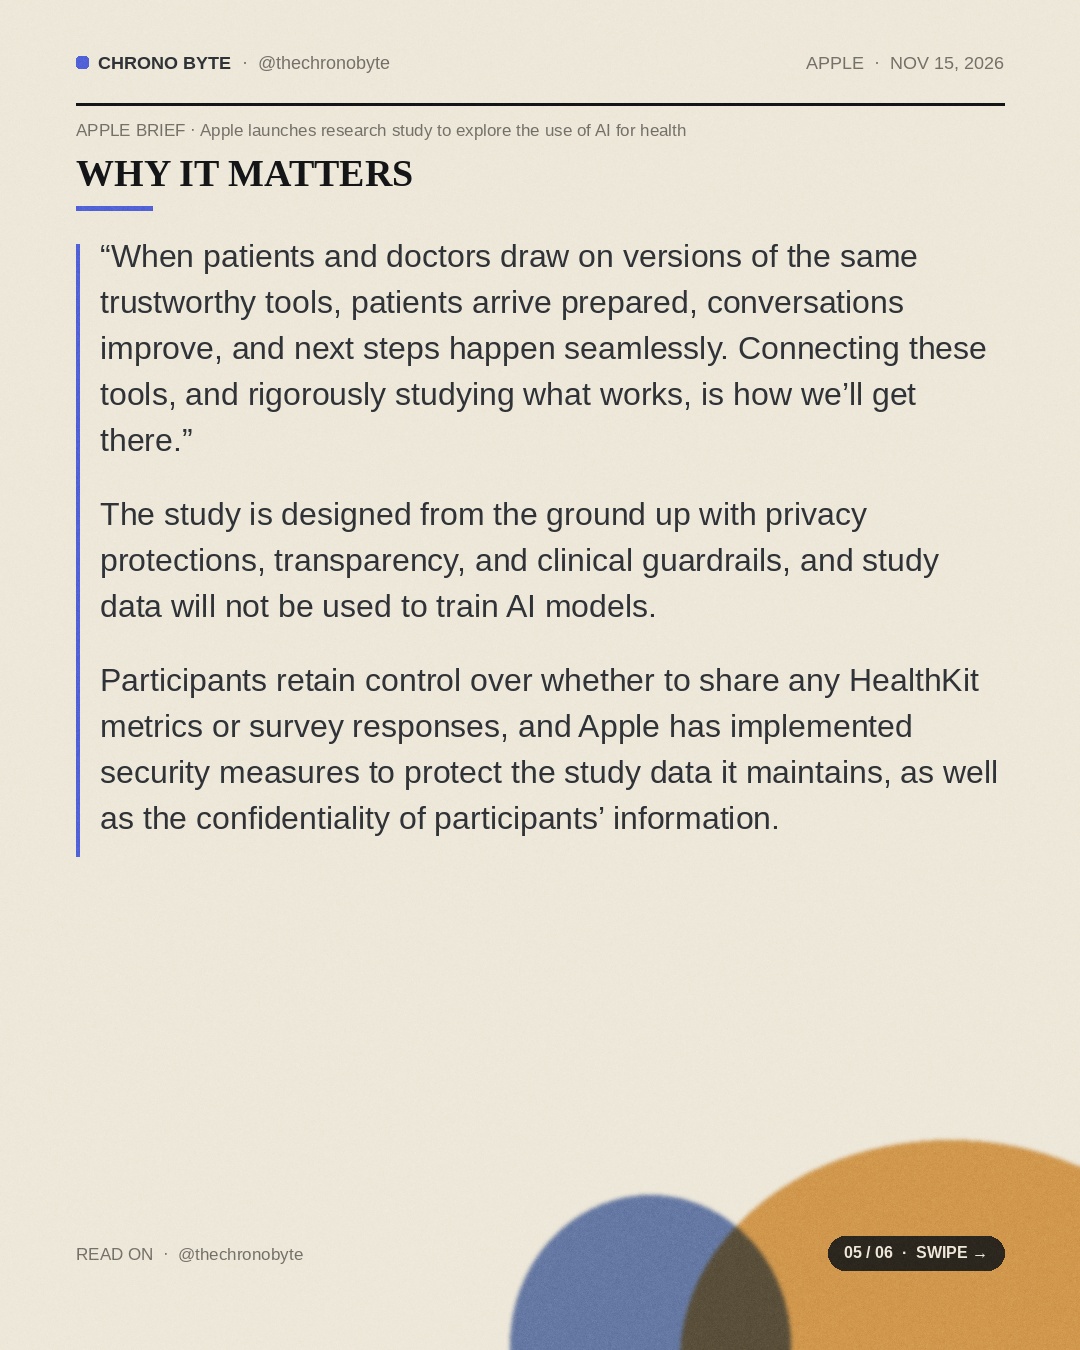 CHRONO BYTE · @thechronobyte
APPLE · NOV 15, 2026
APPLE BRIEF · Apple launches research study to explore the use of AI for health
WHY IT MATTERS
“When patients and doctors draw on versions of the same
trustworthy tools, patients arrive prepared, conversations
improve, and next steps happen seamlessly. Connecting these
tools, and rigorously studying what works, is how we’ll get
there.”
The study is designed from the ground up with privacy
protections, transparency, and clinical guardrails, and study
data will not be used to train AI models.
Participants retain control over whether to share any HealthKit
metrics or survey responses, and Apple has implemented
security measures to protect the study data it maintains, as well
as the confidentiality of participants’ information.
READ ON · @thechronobyte
05 / 06 · SWIPE →